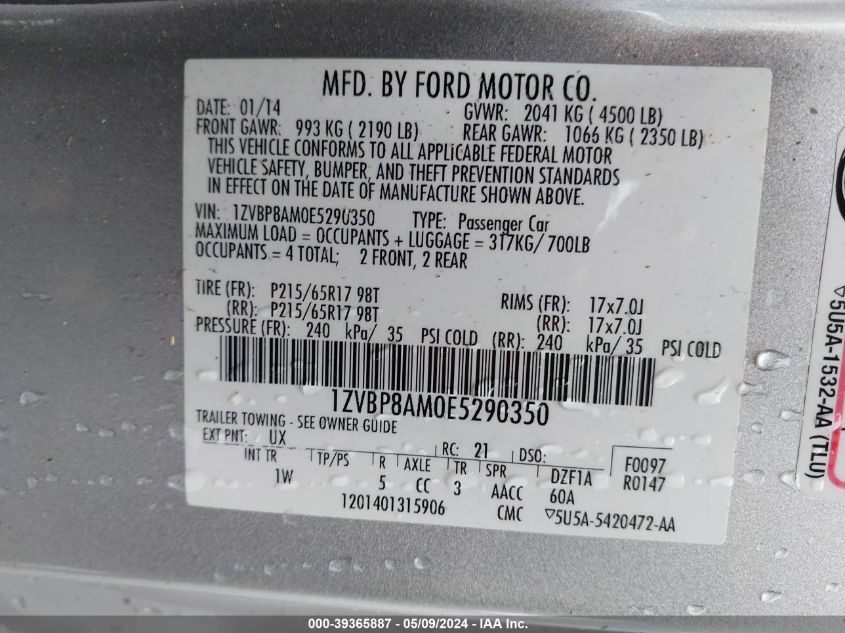 MFD. BY FORD MOTOR CO.
DATE: 01/14 GVWR: 2041 KG ( 4500 LB)
FRONT GAWR: 993 KG ( 2190 LB) REAR GAWR: 1066 KG ( 2350 LB)
THIS VEHICLE CONFORMS TO ALL APPLICABLE FEDERAL MOTOR
VEHICLE SAFETY, BUMPER, AND THEFT PREVENTION STANDARDS
IN EFFECT ON THE DATE OF MANUFACTURE SHOWN ABOVE.
VIN: 1ZVBP8AM0E5290350 TYPE: Passenger Car
MAXIMUM LOAD = OCCUPANTS + LUGGAGE = 317KG/ 700LB
OCCUPANTS = 4 TOTAL; 2 FRONT, 2 REAR
TIRE (FR): P215/65R17 98T RIMS (FR): 17x7.0J
(RR): P215/65R17 98T (RR): 17x7.0J
PRESSURE (FR): 240 kPa/ 35 PSI COLD (RR): 240 kPa/ 35 PSI COLD
1ZVBP8AM0E5290350
TRAILER TOWING - SEE OWNER GUIDE
EXT PNT: UX RC: 21 DSO: F0097
INT TR TP/PS R AXLE TR SPR DZF1A R0147
1W 5 CC 3 AACC 60A
1201401315906 CMC ▽5U5A-5420472-AA
▽5U5A-1532-AA (TLU)
000-39365887 - 05/09/2024 - IAA Inc.